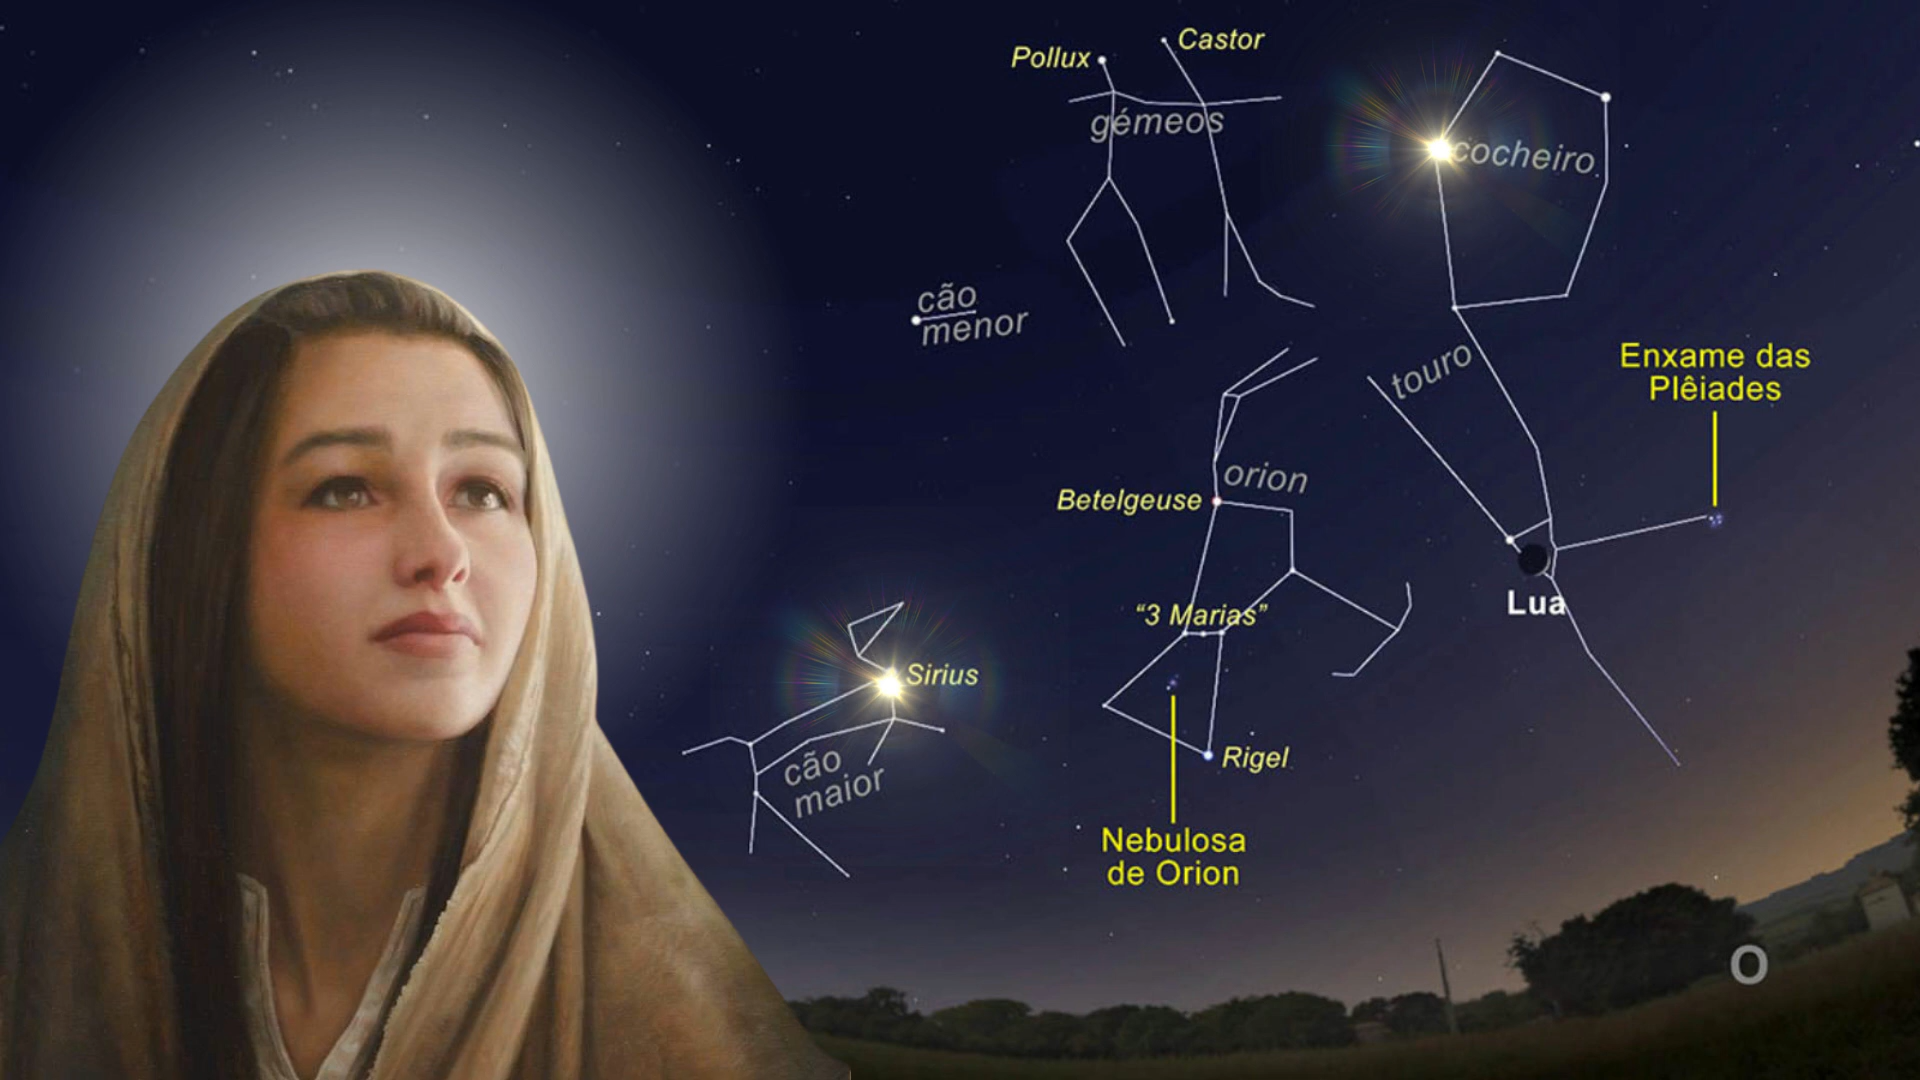 Castor
Pollux
gémeos
cocheiro
cão
menor
touro
Enxame das
Plêiades
orion
Betelgeuse
Lua
"3 Marias"
Sirius
Rigel
cão
maior
Nebulosa
de Orion
O